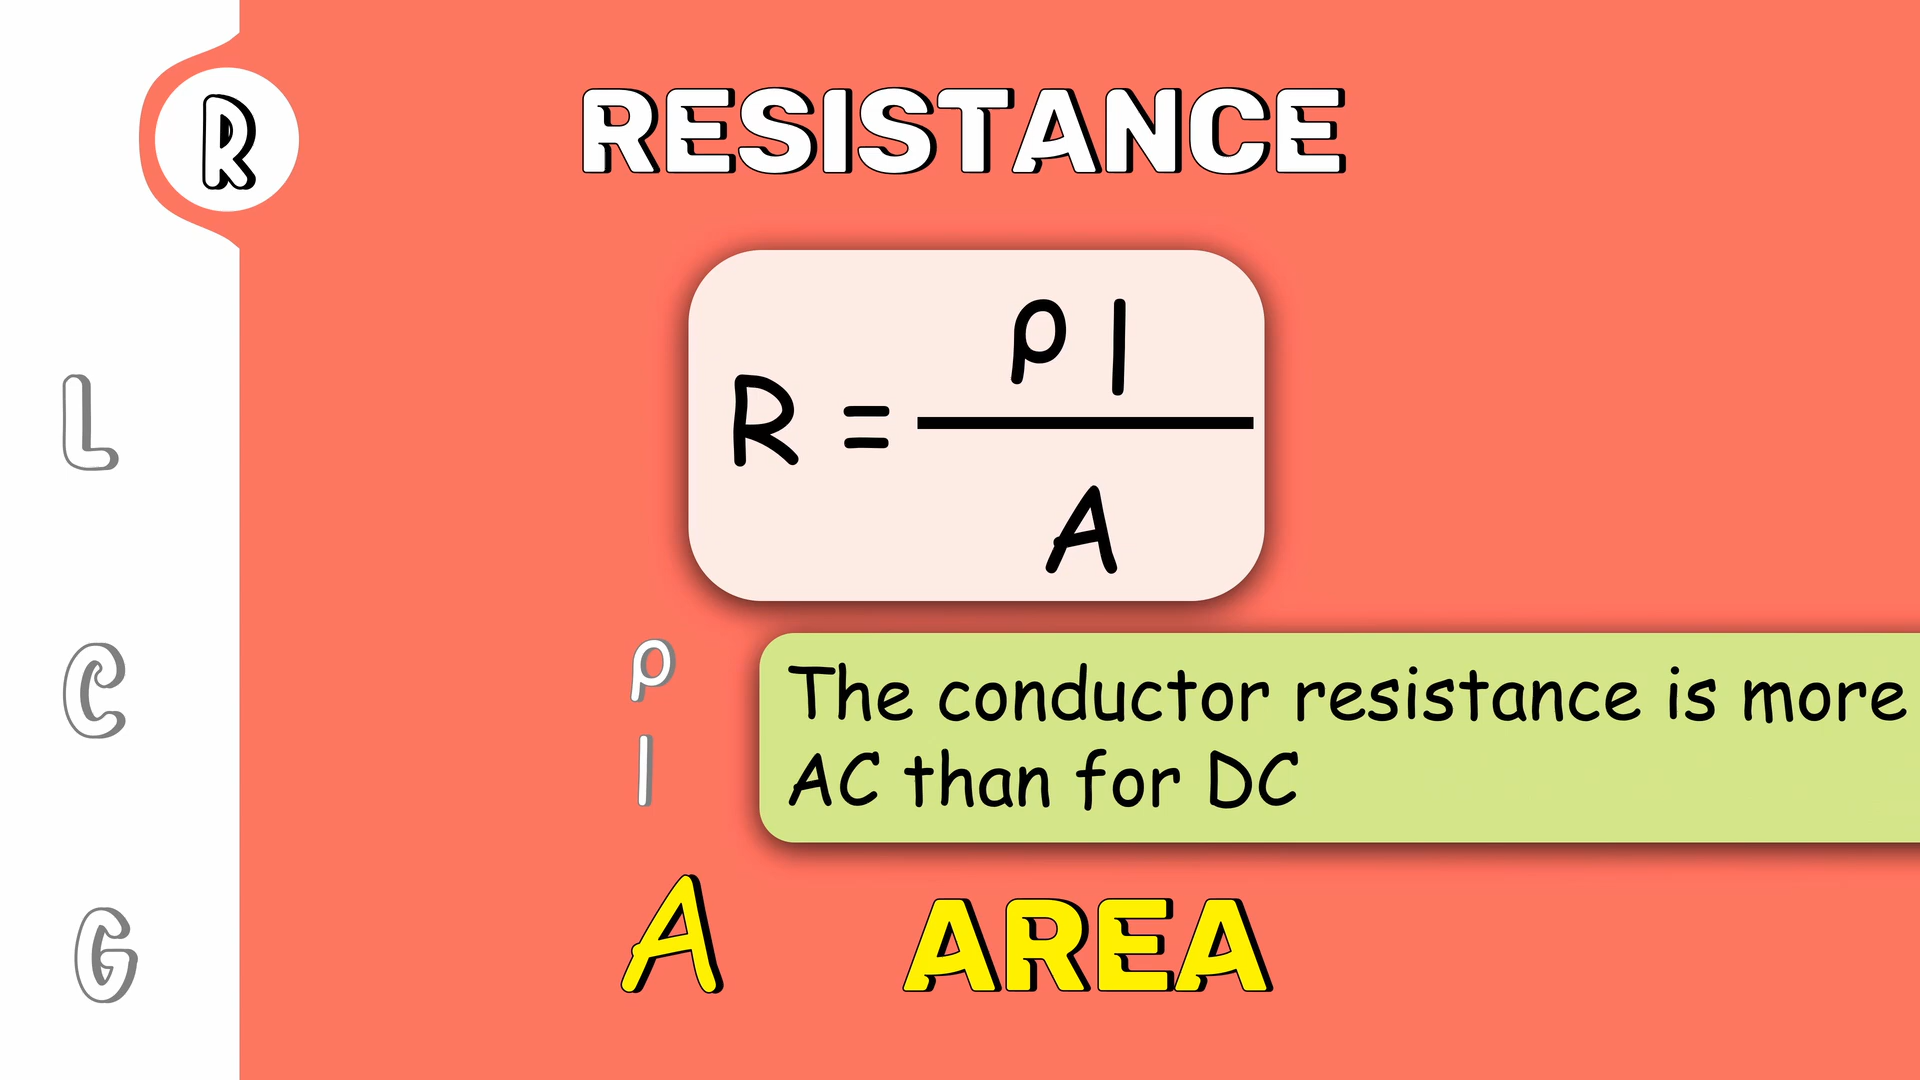 R
RESISTANCE
ρ l
R =
A
L
ρ
The conductor resistance is more
C
l
AC than for DC
A AREA
G